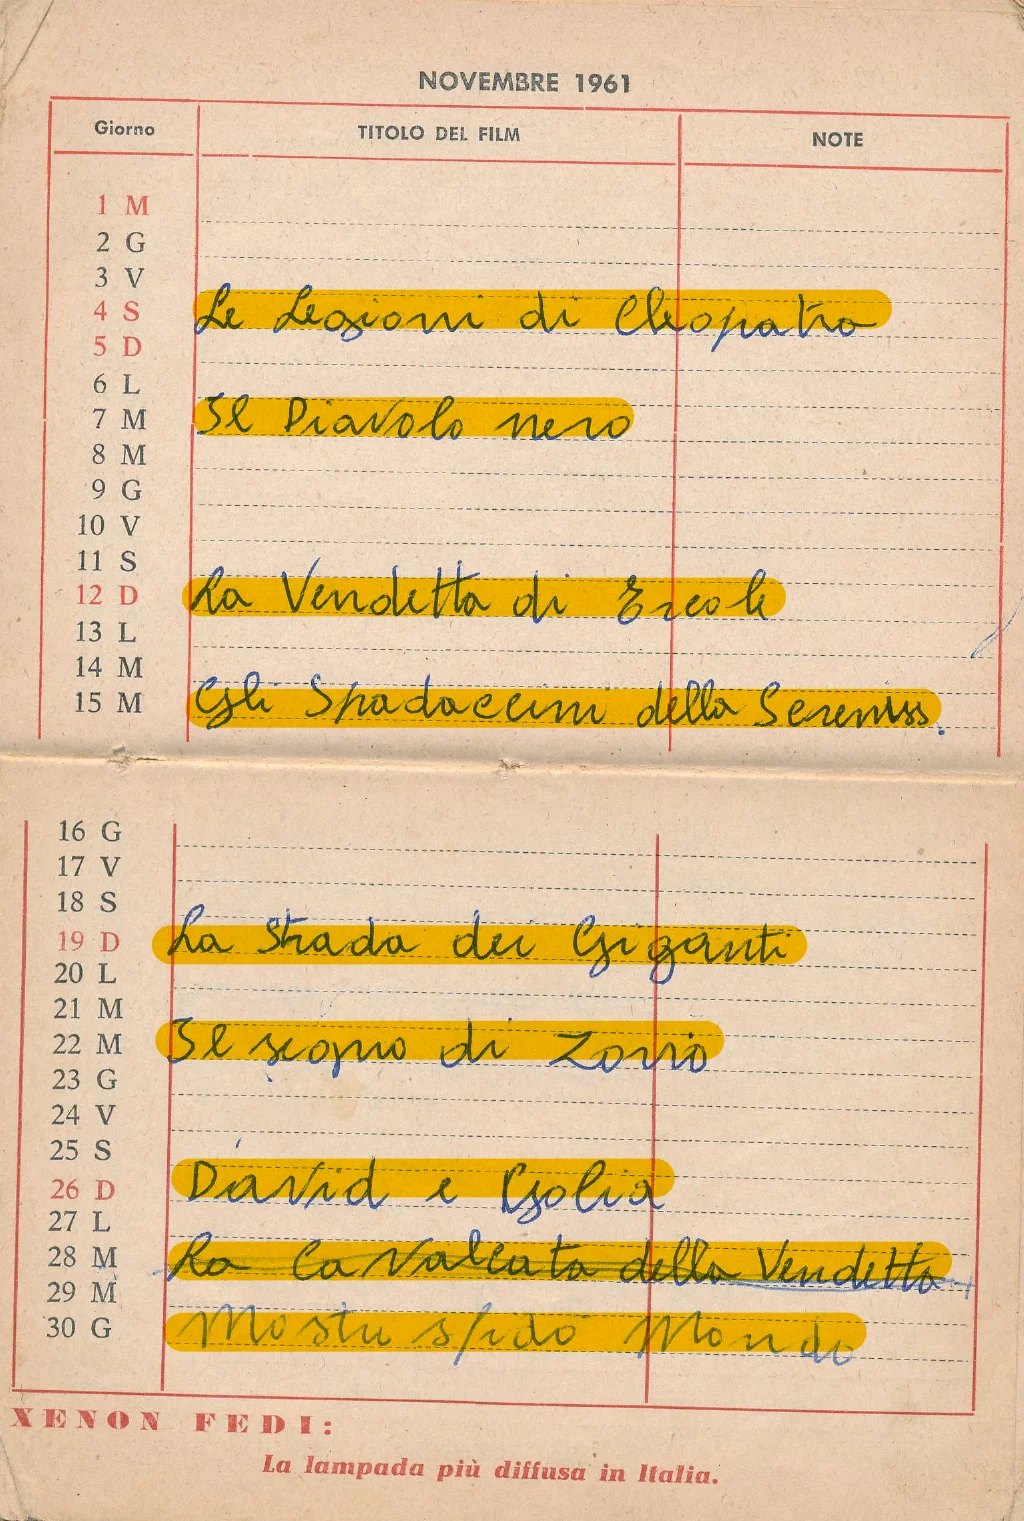 NOVEMBRE 1961
Giorno TITOLO DEL FILM NOTE
1 M
2 G
3 V
4 S Le Legioni di Cleopatra
5 D
6 L
7 M Il Diavolo nero
8 M
9 G
10 V
11 S
12 D La Vendetta di Ercole
13 L
14 M
15 M Gli Spadaccini della Sereniss.
16 G
17 V
18 S
19 D La Strada dei Giganti
20 L
21 M
22 M Il segno di Zorro
23 G
24 V
25 S
26 D David e Golia
27 L
28 M La Cavalcata della Vendetta
29 M
30 G sfidò Mondo
XENON FEDI:
La lampada più diffusa in Italia.